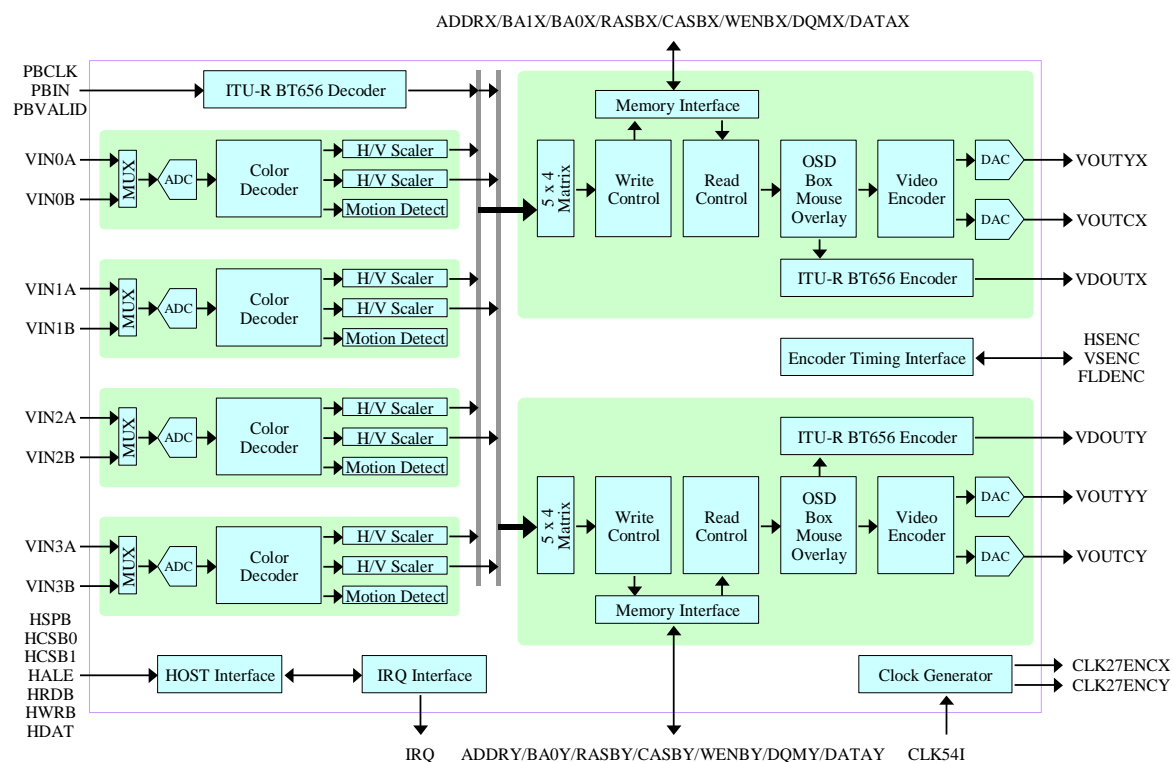 ADDRX/BA1X/BA0X/RASBX/CASBX/WENBX/DQMX/DATAX
PBCLK
PBIN
PBVALID
ITU-R BT656 Decoder
VIN0A
VIN0B
MUX
ADC
Color
Decoder
H/V Scaler
H/V Scaler
Motion Detect
VIN1A
VIN1B
MUX
ADC
Color
Decoder
H/V Scaler
H/V Scaler
Motion Detect
VIN2A
VIN2B
MUX
ADC
Color
Decoder
H/V Scaler
H/V Scaler
Motion Detect
VIN3A
VIN3B
MUX
ADC
Color
Decoder
H/V Scaler
H/V Scaler
Motion Detect
HSPB
HCSB0
HCSB1
HALE
HRDB
HWRB
HDAT
HOST Interface
IRQ Interface
IRQ
Memory Interface
5 x 4
Matrix
Write
Control
Read
Control
OSD
Box
Mouse
Overlay
Video
Encoder
DAC
DAC
VOUTYX
VOUTCX
ITU-R BT656 Encoder
VDOUTX
Encoder Timing Interface
HSENC
VSENC
FLDENC
ITU-R BT656 Encoder
VDOUTY
5 x 4
Matrix
Write
Control
Read
Control
OSD
Box
Mouse
Overlay
Video
Encoder
DAC
DAC
VOUTYY
VOUTCY
Memory Interface
Clock Generator
CLK27ENCX
CLK27ENCY
ADDRY/BA0Y/RASBY/CASBY/WENBY/DQMY/DATAY
CLK54I